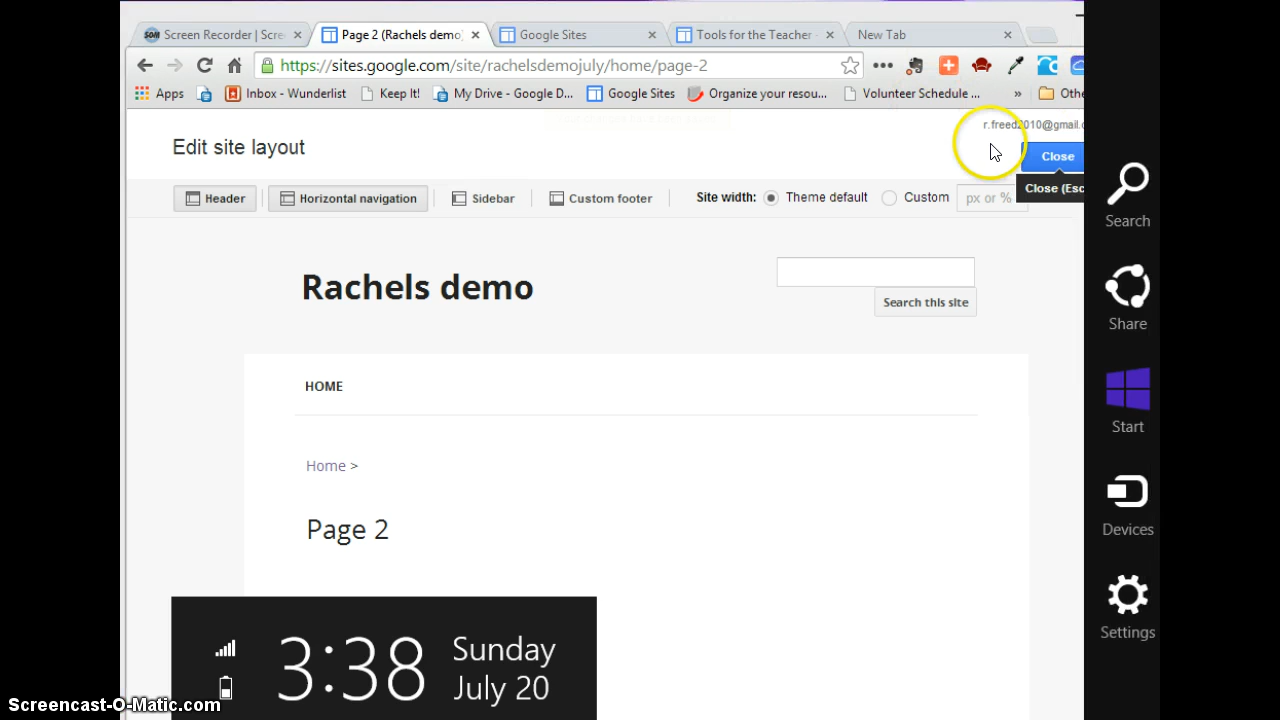 Screen Recorder | Scree
Page 2 (Rachels demo)
Google Sites
Tools for the Teacher -
New Tab
https://sites.google.com/site/rachelsdemojuly/home/page-2
Apps
Inbox - Wunderlist
Keep It!
My Drive - Google D...
Google Sites
Organize your resou...
Volunteer Schedule ...
»
Othe
r.freed2010@gmail.c
Edit site layout
Close
Close (Esc
Header
Horizontal navigation
Sidebar
Custom footer
Site width:
Theme default
Custom
px or %
Rachels demo
Search this site
HOME
Home >
Page 2
3:38
Sunday
July 20
Search
Share
Start
Devices
Settings
Screencast-O-Matic.com